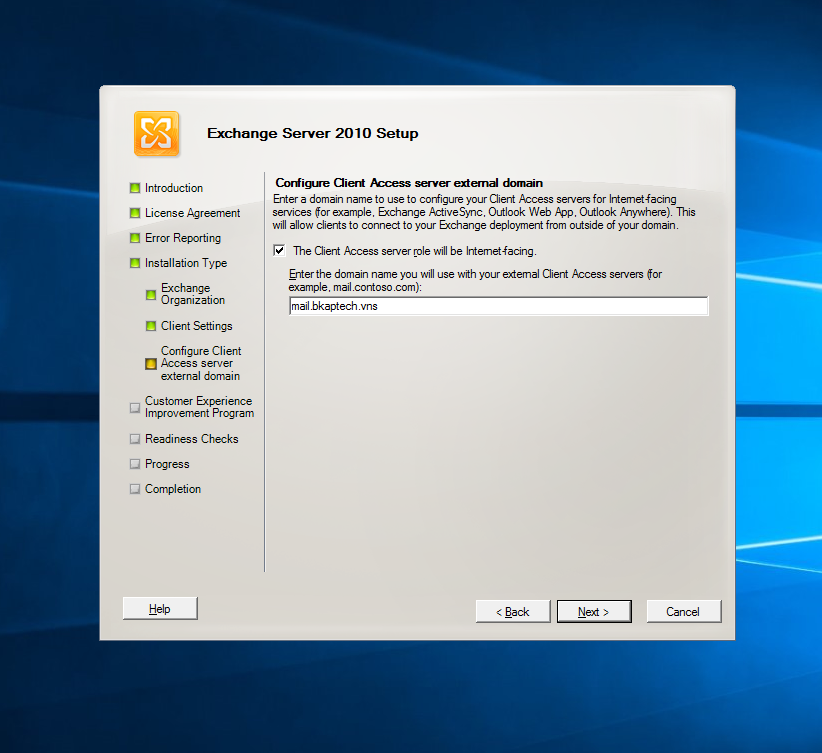 Exchange Server 2010 Setup
Introduction
License Agreement
Error Reporting
Installation Type
Exchange
Organization
Client Settings
Configure Client
Access server
external domain
Customer Experience
Improvement Program
Readiness Checks
Progress
Completion
Configure Client Access server external domain
Enter a domain name to use to configure your Client Access servers for Internet-facing
services (for example, Exchange ActiveSync, Outlook Web App, Outlook Anywhere). This
will allow clients to connect to your Exchange deployment from outside of your domain.
The Client Access server role will be Internet-facing.
Enter the domain name you will use with your external Client Access servers (for
example, mail.contoso.com):
mail.bkaptech.vns
Help
< Back
Next >
Cancel